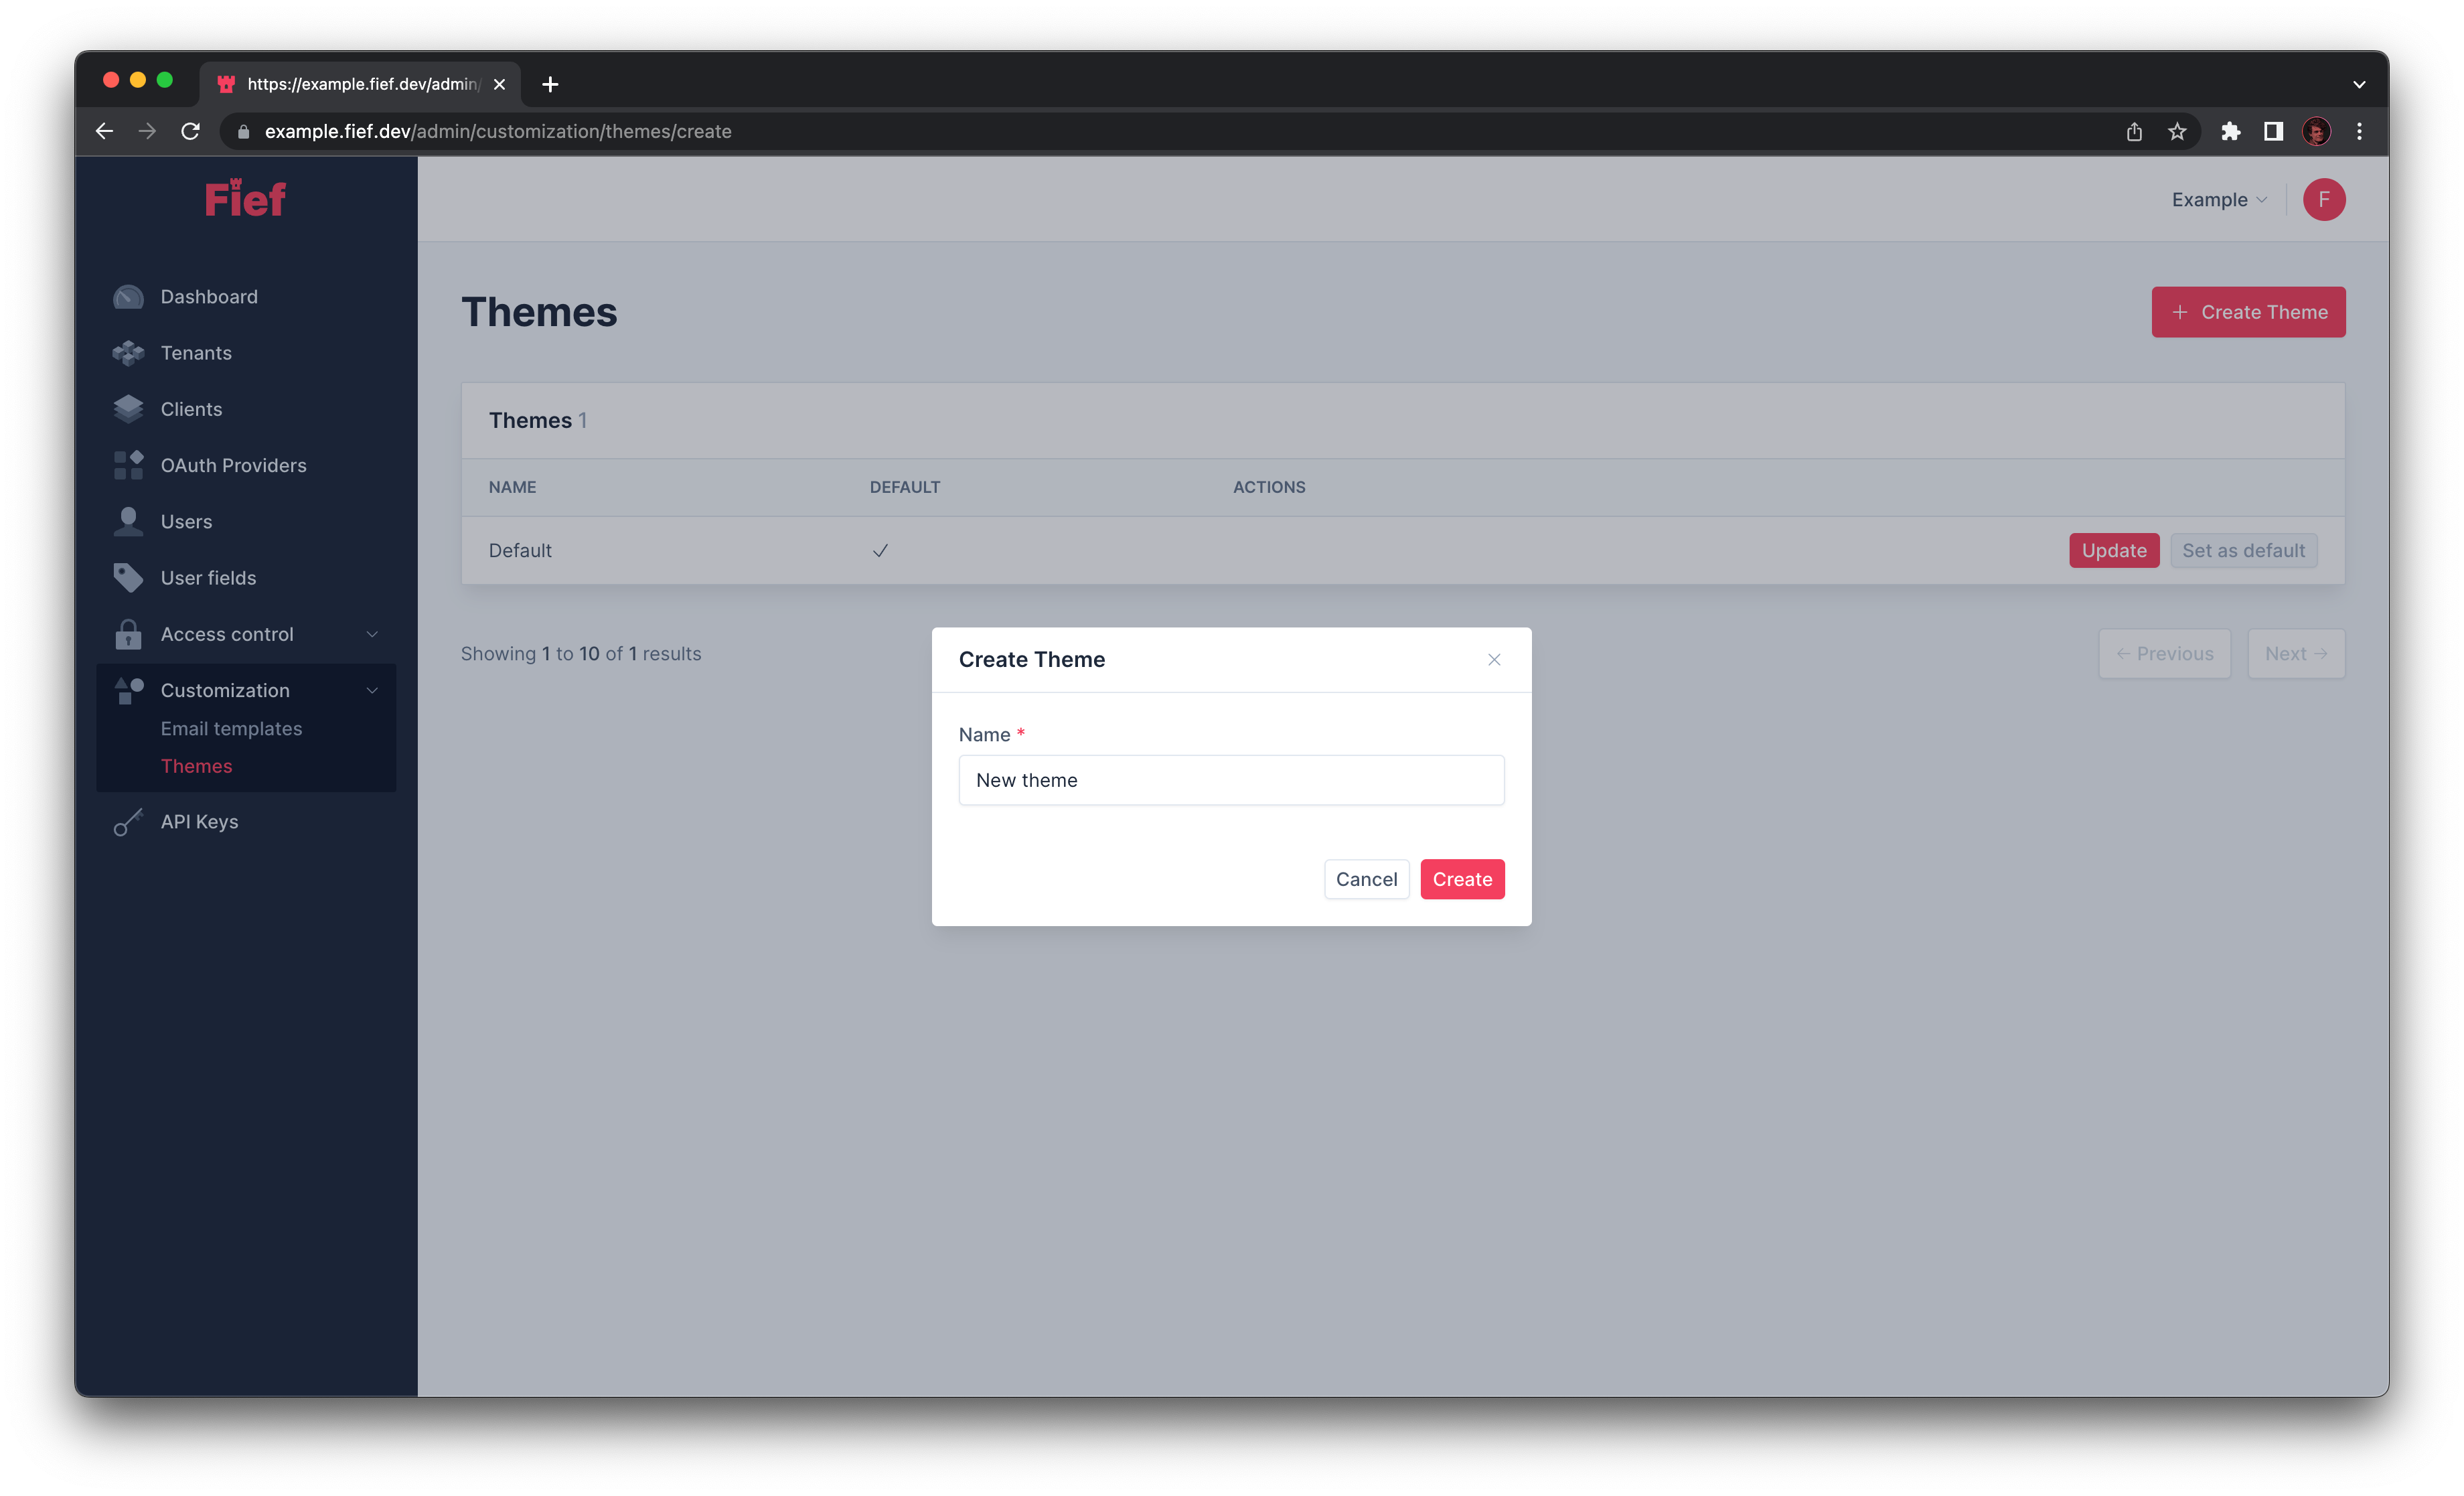 https://example.fief.dev/admin/
example.fief.dev/admin/customization/themes/create
Fief
Example
F
Dashboard
Tenants
Clients
OAuth Providers
Users
User fields
Access control
Customization
Email templates
Themes
API Keys
Themes
+ Create Theme
Themes 1
NAME DEFAULT ACTIONS
Default ✓ Update Set as default
Showing 1 to 10 of 1 results
← Previous Next →
Create Theme
Name *
New theme
Cancel Create